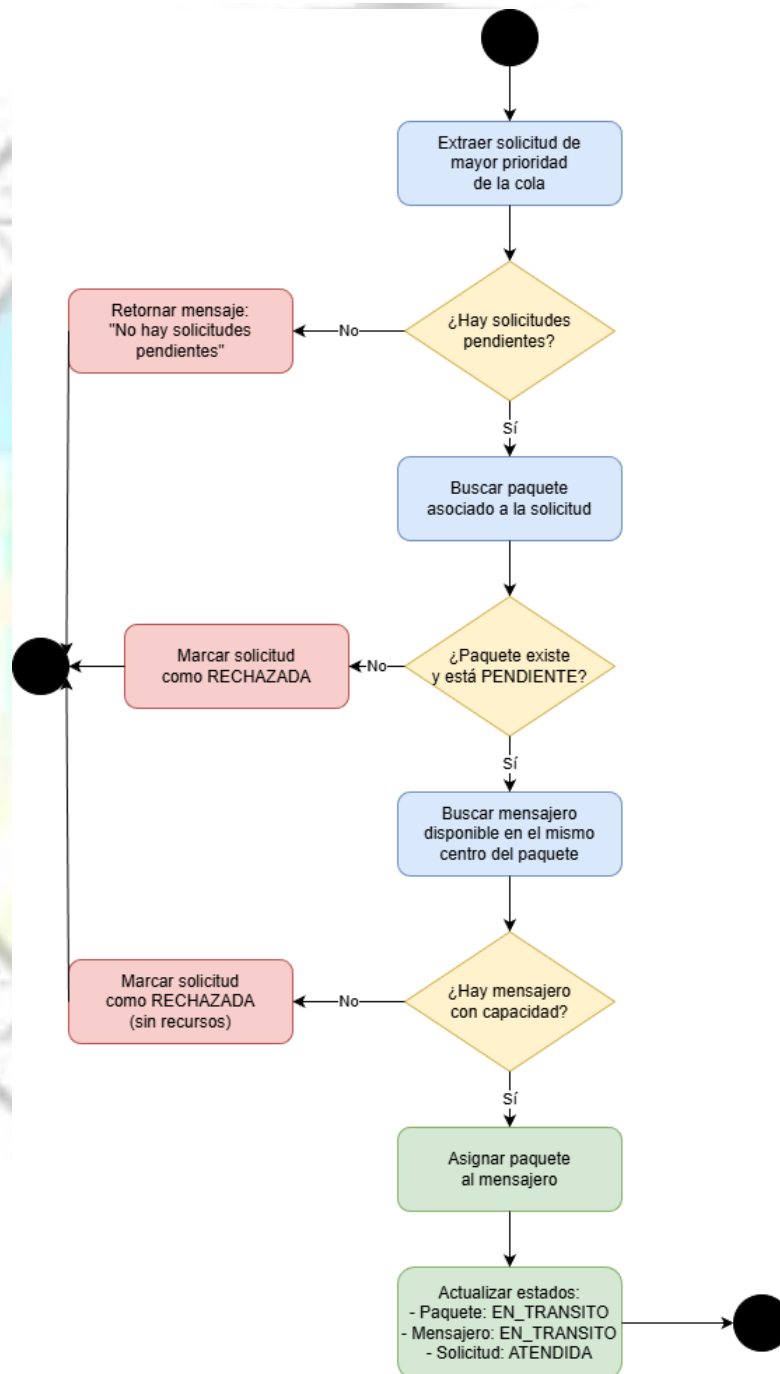 Extraer solicitud de
mayor prioridad
de la cola
¿Hay solicitudes
pendientes?
No
Retornar mensaje:
"No hay solicitudes
pendientes"
Sí
Buscar paquete
asociado a la solicitud
¿Paquete existe
y está PENDIENTE?
No
Marcar solicitud
como RECHAZADA
Sí
Buscar mensajero
disponible en el mismo
centro del paquete
¿Hay mensajero
con capacidad?
No
Marcar solicitud
como RECHAZADA
(sin recursos)
Sí
Asignar paquete
al mensajero
Actualizar estados:
- Paquete: EN_TRANSITO
- Mensajero: EN_TRANSITO
- Solicitud: ATENDIDA